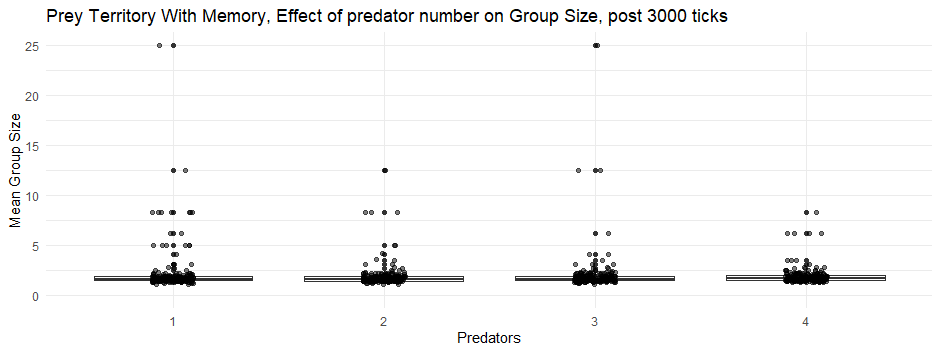 Prey Territory With Memory, Effect of predator number on Group Size, post 3000 ticks
Mean Group Size
25
20
15
10
5
0
1 2 3 4
Predators